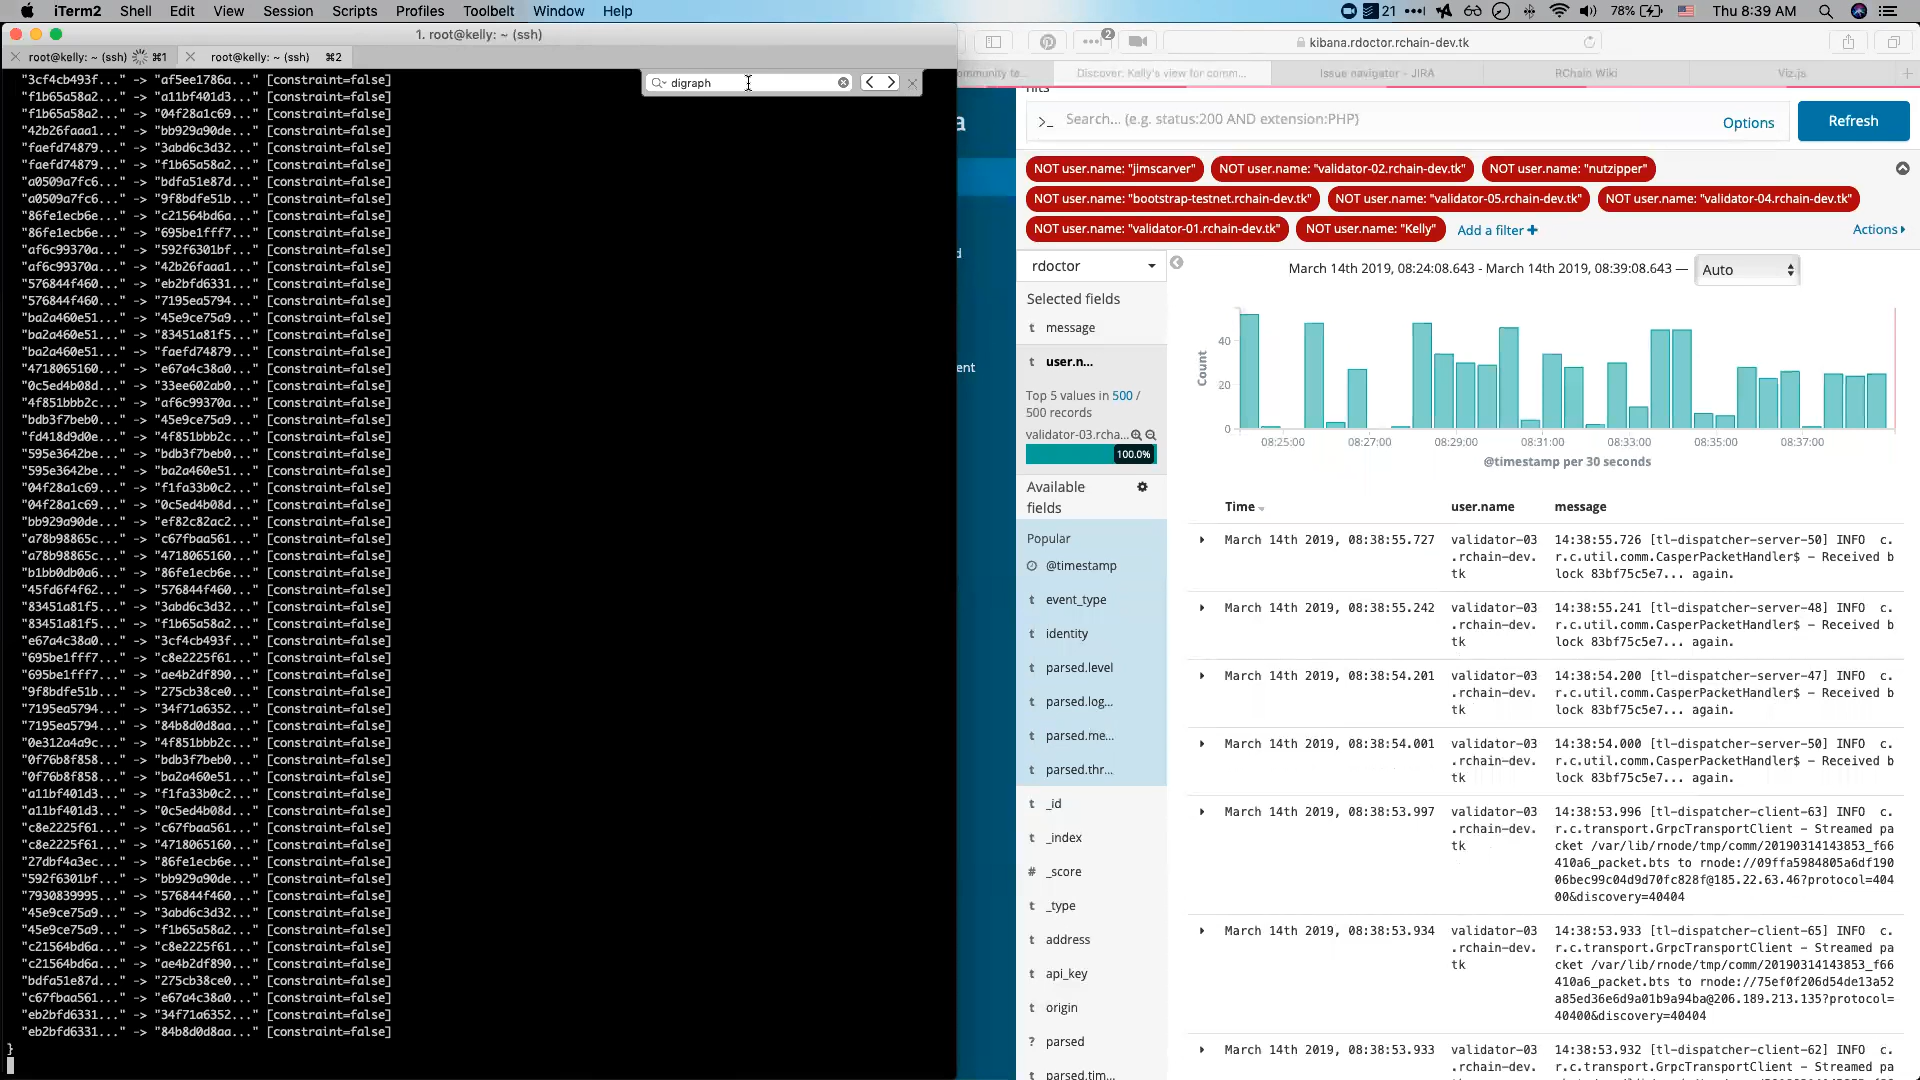 iTerm2 Shell Edit View Session Scripts Profiles Toolbelt Window Help
21 78% Thu 8:39 AM
1. root@kelly: ~ (ssh)
root@kelly: ~ (ssh) ⌘1 root@kelly: ~ (ssh) ⌘2
digraph
"3cf4cb493f..." -> "af5ee1786a..." [constraint=false]
"f1b65a58a2..." -> "a11bf401d3..." [constraint=false]
"f1b65a58a2..." -> "04f28a1c69..." [constraint=false]
"42b26faaa1..." -> "bb929a90de..." [constraint=false]
"faefd74879..." -> "3abd6c3d32..." [constraint=false]
"faefd74879..." -> "f1b65a58a2..." [constraint=false]
"a0509a7fc6..." -> "bdfa51e87d..." [constraint=false]
"a0509a7fc6..." -> "9f8bdfe51b..." [constraint=false]
"86fe1ecb6e..." -> "c21564bd6a..." [constraint=false]
"86fe1ecb6e..." -> "695be1fff7..." [constraint=false]
"af6c99370a..." -> "592f6301bf..." [constraint=false]
"af6c99370a..." -> "42b26faaa1..." [constraint=false]
"576844f460..." -> "eb2bfd6331..." [constraint=false]
"576844f460..." -> "7195ea5794..." [constraint=false]
"ba2a460e51..." -> "45e9ce75a9..." [constraint=false]
"ba2a460e51..." -> "83451a81f5..." [constraint=false]
"ba2a460e51..." -> "faefd74879..." [constraint=false]
"4718065160..." -> "e67a4c38a0..." [constraint=false]
"0c5ed4b08d..." -> "33ee602ab0..." [constraint=false]
"4f851bbb2c..." -> "af6c99370a..." [constraint=false]
"bdb3f7beb0..." -> "45e9ce75a9..." [constraint=false]
"fd418d9d0e..." -> "4f851bbb2c..." [constraint=false]
"595e3642be..." -> "bdb3f7beb0..." [constraint=false]
"595e3642be..." -> "ba2a460e51..." [constraint=false]
"04f28a1c69..." -> "f1fa33b0c2..." [constraint=false]
"04f28a1c69..." -> "0c5ed4b08d..." [constraint=false]
"bb929a90de..." -> "ef82c82ac2..." [constraint=false]
"a78b98865c..." -> "c67fbaa561..." [constraint=false]
"a78b98865c..." -> "4718065160..." [constraint=false]
"b1bb0db0a6..." -> "86fe1ecb6e..." [constraint=false]
"45fd6f4f62..." -> "576844f460..." [constraint=false]
"83451a81f5..." -> "3abd6c3d32..." [constraint=false]
"83451a81f5..." -> "f1b65a58a2..." [constraint=false]
"e67a4c38a0..." -> "3cf4cb493f..." [constraint=false]
"695be1fff7..." -> "c8e2225f61..." [constraint=false]
"695be1fff7..." -> "ae4b2df890..." [constraint=false]
"9f8bdfe51b..." -> "275cb38ce0..." [constraint=false]
"7195ea5794..." -> "34f71a6352..." [constraint=false]
"7195ea5794..." -> "84b8d0d8aa..." [constraint=false]
"0e312a4a9c..." -> "4f851bbb2c..." [constraint=false]
"0f76b8f858..." -> "bdb3f7beb0..." [constraint=false]
"0f76b8f858..." -> "ba2a460e51..." [constraint=false]
"a11bf401d3..." -> "f1fa33b0c2..." [constraint=false]
"a11bf401d3..." -> "0c5ed4b08d..." [constraint=false]
"c8e2225f61..." -> "c67fbaa561..." [constraint=false]
"c8e2225f61..." -> "4718065160..." [constraint=false]
"27dbf4a3ec..." -> "86fe1ecb6e..." [constraint=false]
"592f6301bf..." -> "bb929a90de..." [constraint=false]
"7930839995..." -> "576844f460..." [constraint=false]
"45e9ce75a9..." -> "3abd6c3d32..." [constraint=false]
"45e9ce75a9..." -> "f1b65a58a2..." [constraint=false]
"c21564bd6a..." -> "c8e2225f61..." [constraint=false]
"c21564bd6a..." -> "ae4b2df890..." [constraint=false]
"bdfa51e87d..." -> "275cb38ce0..." [constraint=false]
"c67fbaa561..." -> "e67a4c38a0..." [constraint=false]
"eb2bfd6331..." -> "34f71a6352..." [constraint=false]
"eb2bfd6331..." -> "84b8d0d8aa..." [constraint=false]
}
2 kibana.rdoctor.rchain-dev.tk
ommunity te... Discover: Kelly's view for comm... Issue navigator - JIRA RChain Wiki Viz.js
hits
a
ent
>_ Search... (e.g. status:200 AND extension:PHP) Options Refresh
NOT user.name: "jimscarver" NOT user.name: "validator-02.rchain-dev.tk" NOT user.name: "nutzipper"
NOT user.name: "bootstrap-testnet.rchain-dev.tk" NOT user.name: "validator-05.rchain-dev.tk" NOT user.name: "validator-04.rchain-dev.tk"
NOT user.name: "validator-01.rchain-dev.tk" NOT user.name: "Kelly" Add a filter + Actions
rdoctor
Selected fields
t message
t user.n...
Top 5 values in 500 /
500 records
validator-03.rcha...
100.0%
Available
fields
Popular
@timestamp
t event_type
t identity
t parsed.level
t parsed.log...
t parsed.me...
t parsed.thr...
t _id
t _index
# _score
t _type
t address
t api_key
t origin
? parsed
t parsed.tim...
March 14th 2019, 08:24:08.643 - March 14th 2019, 08:39:08.643 — Auto
Count
40
20
0
08:25:00 08:27:00 08:29:00 08:31:00 08:33:00 08:35:00 08:37:00
@timestamp per 30 seconds
Time user.name message
March 14th 2019, 08:38:55.727 validator-03 14:38:55.726 [tl-dispatcher-server-50] INFO c.
.rchain-dev. r.c.util.comm.CasperPacketHandler$ - Received b
tk lock 83bf75c5e7... again.
March 14th 2019, 08:38:55.242 validator-03 14:38:55.241 [tl-dispatcher-server-48] INFO c.
.rchain-dev. r.c.util.comm.CasperPacketHandler$ - Received b
tk lock 83bf75c5e7... again.
March 14th 2019, 08:38:54.201 validator-03 14:38:54.200 [tl-dispatcher-server-47] INFO c.
.rchain-dev. r.c.util.comm.CasperPacketHandler$ - Received b
tk lock 83bf75c5e7... again.
March 14th 2019, 08:38:54.001 validator-03 14:38:54.000 [tl-dispatcher-server-50] INFO c.
.rchain-dev. r.c.util.comm.CasperPacketHandler$ - Received b
tk lock 83bf75c5e7... again.
March 14th 2019, 08:38:53.997 validator-03 14:38:53.996 [tl-dispatcher-client-63] INFO c.
.rchain-dev. r.c.transport.GrpcTransportClient - Streamed pa
tk cket /var/lib/rnode/tmp/comm/20190314143853_f66
410a6_packet.bts to rnode://09ffa5984805a6df190
06bec99c04d9d70fc828f@185.22.63.46?protocol=404
00&discovery=40404
March 14th 2019, 08:38:53.934 validator-03 14:38:53.933 [tl-dispatcher-client-65] INFO c.
.rchain-dev. r.c.transport.GrpcTransportClient - Streamed pa
tk cket /var/lib/rnode/tmp/comm/20190314143853_f66
410a6_packet.bts to rnode://75ef0f206d54de13a52
a85ed36e6d9a01b9a94ba@206.189.213.135?protocol=
40400&discovery=40404
March 14th 2019, 08:38:53.933 validator-03 14:38:53.932 [tl-dispatcher-client-62] INFO c.
.rchain-dev. r.c.transport.GrpcTransportClient - Streamed pa